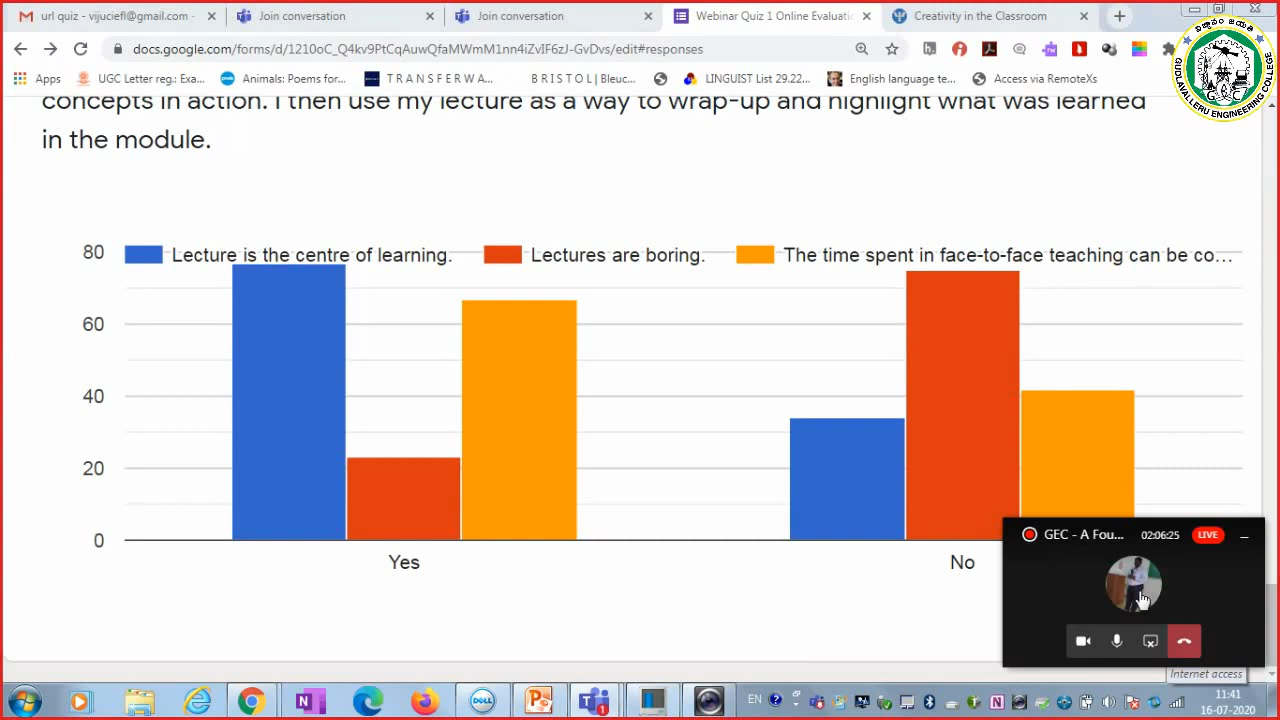 url quiz - vijuciefl@gmail.com -
Join conversation
Join conversation
Webinar Quiz 1 Online Evaluatio
Creativity in the Classroom
docs.google.com/forms/d/1210oC_Q4kv9PtCqAuwQfaMWmM1nn4iZvIF6zJ-GvDvs/edit#responses
Apps
UGC Letter reg.: Exa...
Animals: Poems for...
T R A N S F E R W A...
B R I S T O L | Bleuc...
LINGUIST List 29.22...
English language te...
Access via RemoteXs
GUDLAVALLERU ENGINEERING COLLEGE
concepts in action. I then use my lecture as a way to wrap-up and highlight what was learned
in the module.
Lecture is the centre of learning.
Lectures are boring.
The time spent in face-to-face teaching can be co...
80
60
40
20
0
Yes
No
GEC - A Fou...
02:06:25
LIVE
Internet access
DELL
EN
11:41
16-07-2020